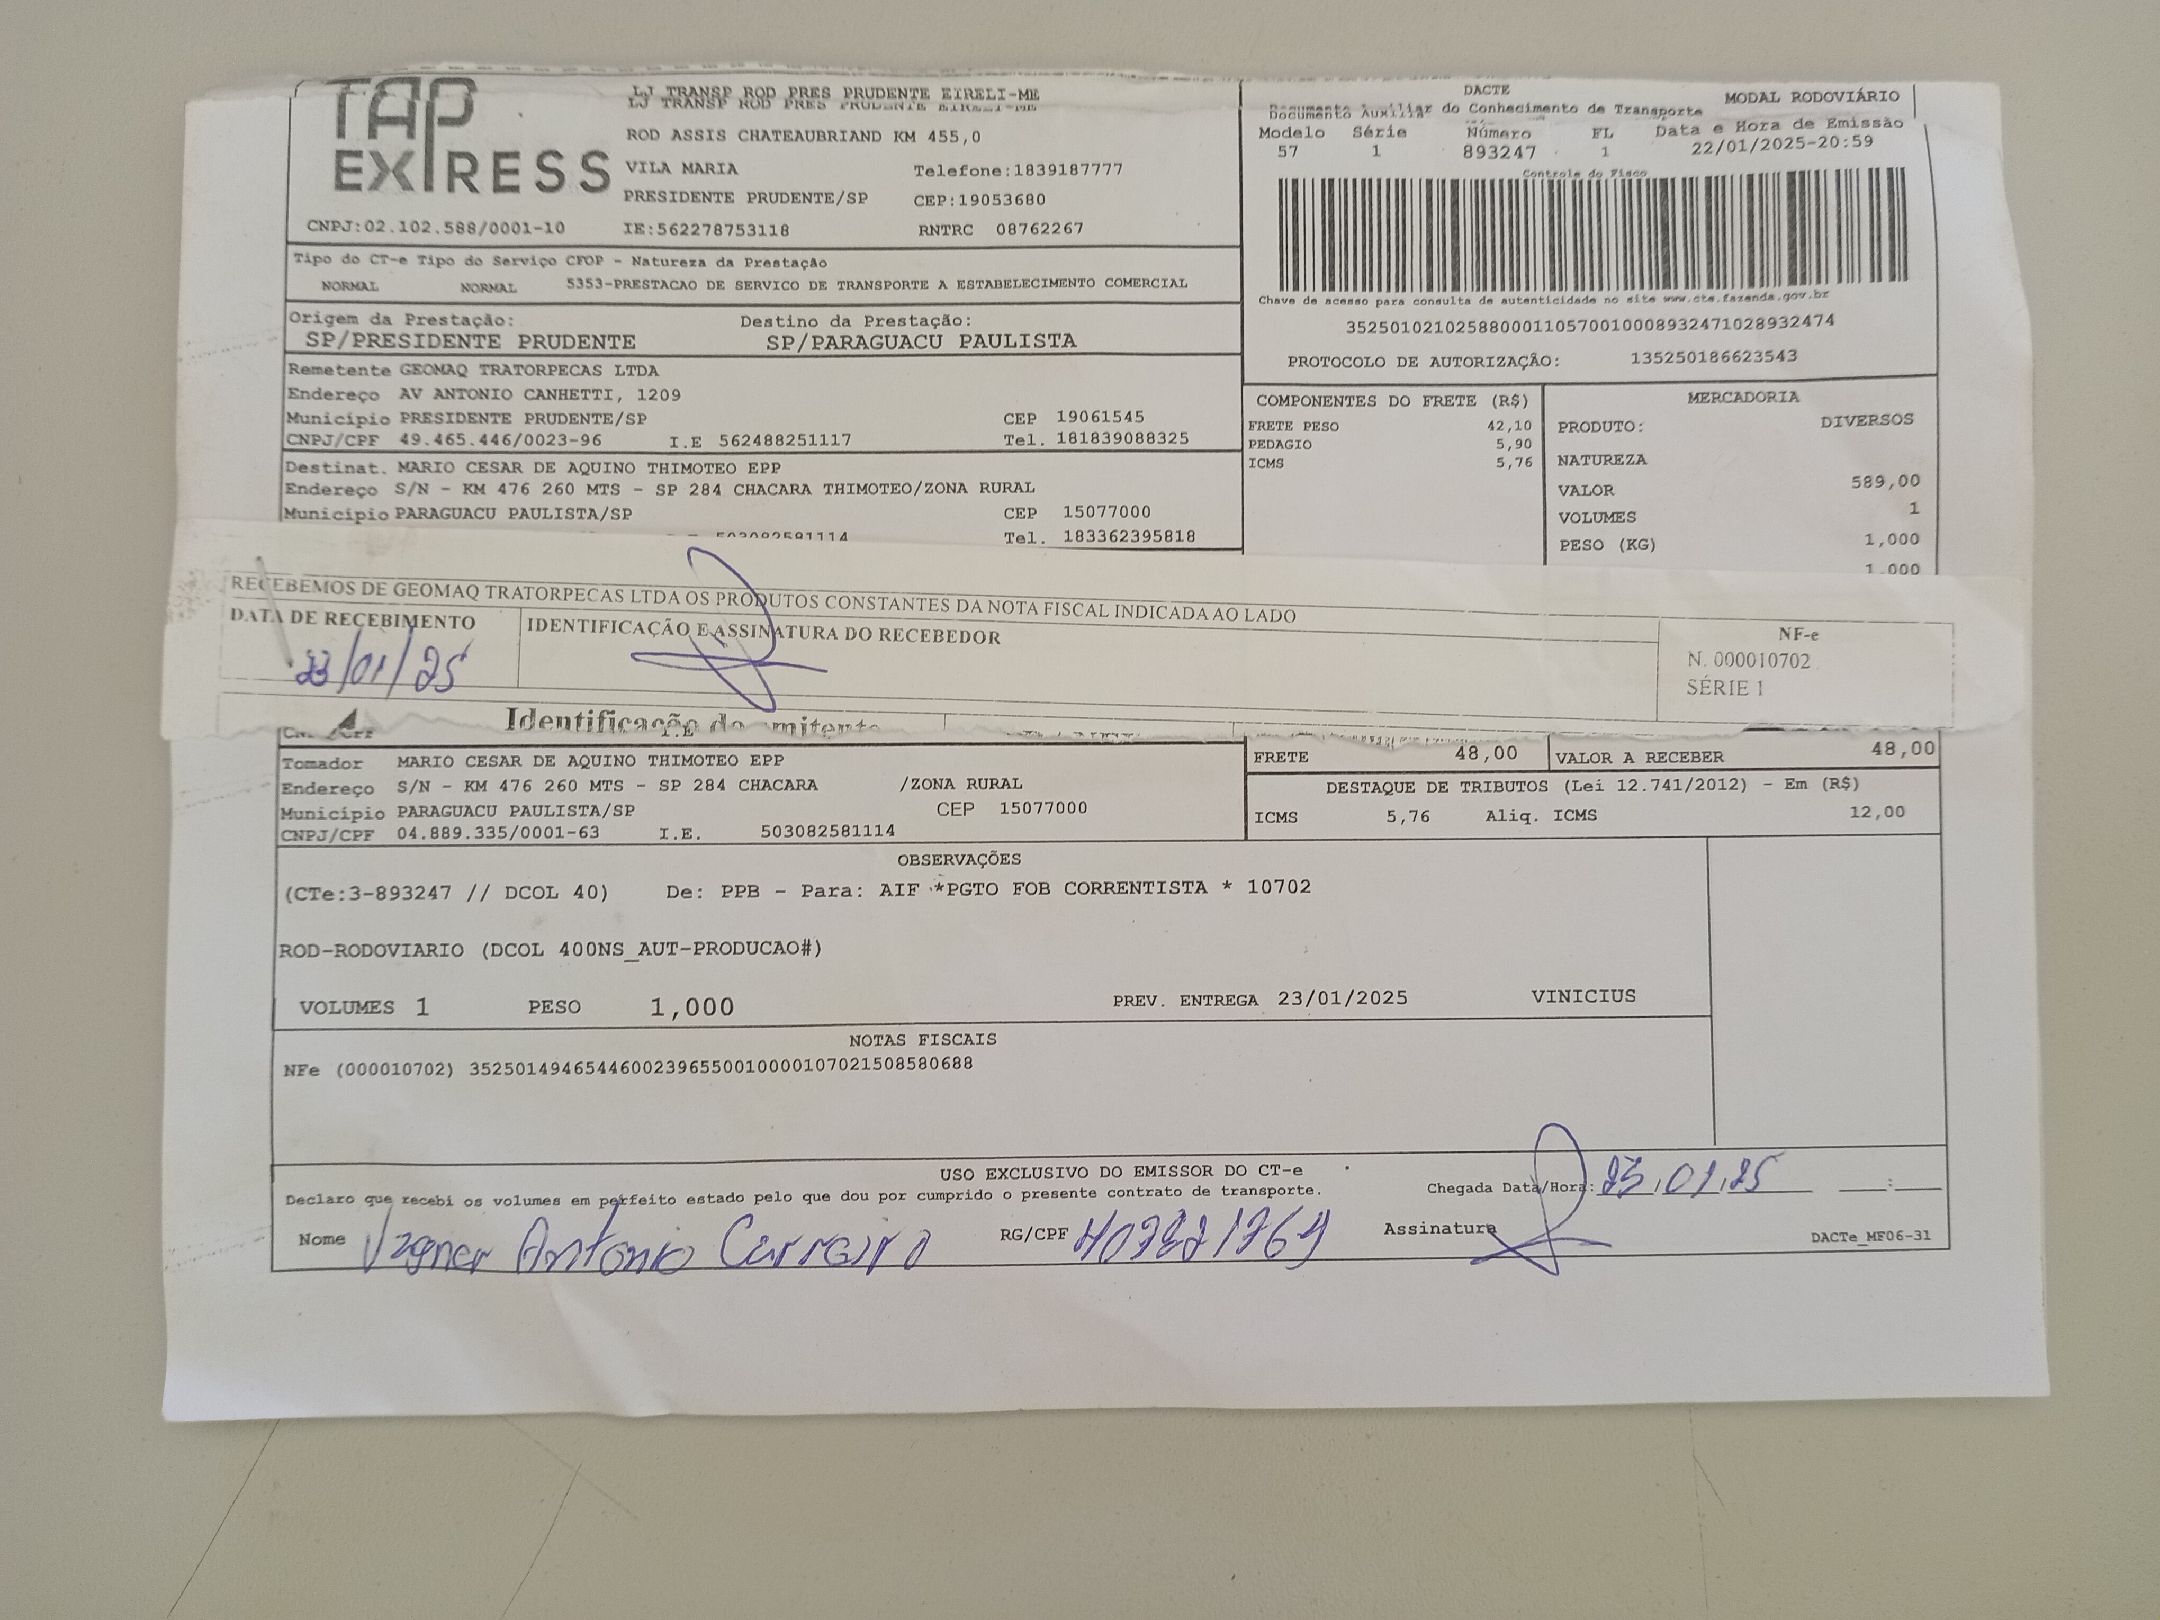 TAP EXPRESS
LJ TRANSP ROD PRES PRUDENTE EIRELI-ME
LJ TRANSP ROD PRES PRUDENTE EIRELI-ME
ROD ASSIS CHATEAUBRIAND KM 455,0
VILA MARIA Telefone:1839187777
PRESIDENTE PRUDENTE/SP CEP:19053680
CNPJ:02.102.588/0001-10 IE:562278753118 RNTRC 08762267
DACTE
Documento Auxiliar do Conhecimento de Transporte MODAL RODOVIÁRIO
Modelo Série Número FL Data e Hora de Emissão
57 1 893247 1 22/01/2025-20:59
Controle do Fisco
Chave de acesso para consulta de autenticidade no site www.cte.fazenda.gov.br
35250102102588000110570010008932471028932474
PROTOCOLO DE AUTORIZAÇÃO: 135250186623543
Tipo do CT-e Tipo do Serviço CFOP - Natureza da Prestação
NORMAL NORMAL 5353-PRESTACAO DE SERVICO DE TRANSPORTE A ESTABELECIMENTO COMERCIAL
Origem da Prestação: Destino da Prestação:
SP/PRESIDENTE PRUDENTE SP/PARAGUACU PAULISTA
Remetente GEOMAQ TRATORPECAS LTDA
Endereço AV ANTONIO CANHETTI, 1209
Município PRESIDENTE PRUDENTE/SP CEP 19061545
CNPJ/CPF 49.465.446/0023-96 I.E 562488251117 Tel. 181839088325
Destinat. MARIO CESAR DE AQUINO THIMOTEO EPP
Endereço S/N - KM 476 260 MTS - SP 284 CHACARA THIMOTEO/ZONA RURAL
Município PARAGUACU PAULISTA/SP CEP 15077000
503082581114 Tel. 183362395818
COMPONENTES DO FRETE (R$)
FRETE PESO 42,10
PEDAGIO 5,90
ICMS 5,76
MERCADORIA
PRODUTO: DIVERSOS
NATUREZA
VALOR 589,00
VOLUMES 1
PESO (KG) 1,000
1,000
RECEBEMOS DE GEOMAQ TRATORPECAS LTDA OS PRODUTOS CONSTANTES DA NOTA FISCAL INDICADA AO LADO
DATA DE RECEBIMENTO IDENTIFICAÇÃO E ASSINATURA DO RECEBEDOR
23/01/25
NF-e
N. 000010702
SÉRIE 1
Identificação do emitente
Tomador MARIO CESAR DE AQUINO THIMOTEO EPP
Endereço S/N - KM 476 260 MTS - SP 284 CHACARA /ZONA RURAL
Município PARAGUACU PAULISTA/SP CEP 15077000
CNPJ/CPF 04.889.335/0001-63 I.E. 503082581114
FRETE 48,00 VALOR A RECEBER 48,00
DESTAQUE DE TRIBUTOS (Lei 12.741/2012) - Em (R$)
ICMS 5,76 Aliq. ICMS 12,00
OBSERVAÇÕES
(CTe:3-893247 // DCOL 40) De: PPB - Para: AIF *PGTO FOB CORRENTISTA * 10702
ROD-RODOVIARIO (DCOL 400NS_AUT-PRODUCAO#)
VOLUMES 1 PESO 1,000 PREV. ENTREGA 23/01/2025 VINICIUS
NOTAS FISCAIS
NFe (000010702) 35250149465446002396550010000107021508580688
USO EXCLUSIVO DO EMISSOR DO CT-e
Declaro que recebi os volumes em perfeito estado pelo que dou por cumprido o presente contrato de transporte.
Chegada Data/Hora: 23,01,25 :
Nome Vagner Antonio Carreiro RG/CPF 407821769 Assinatura
DACTe_MF06-31